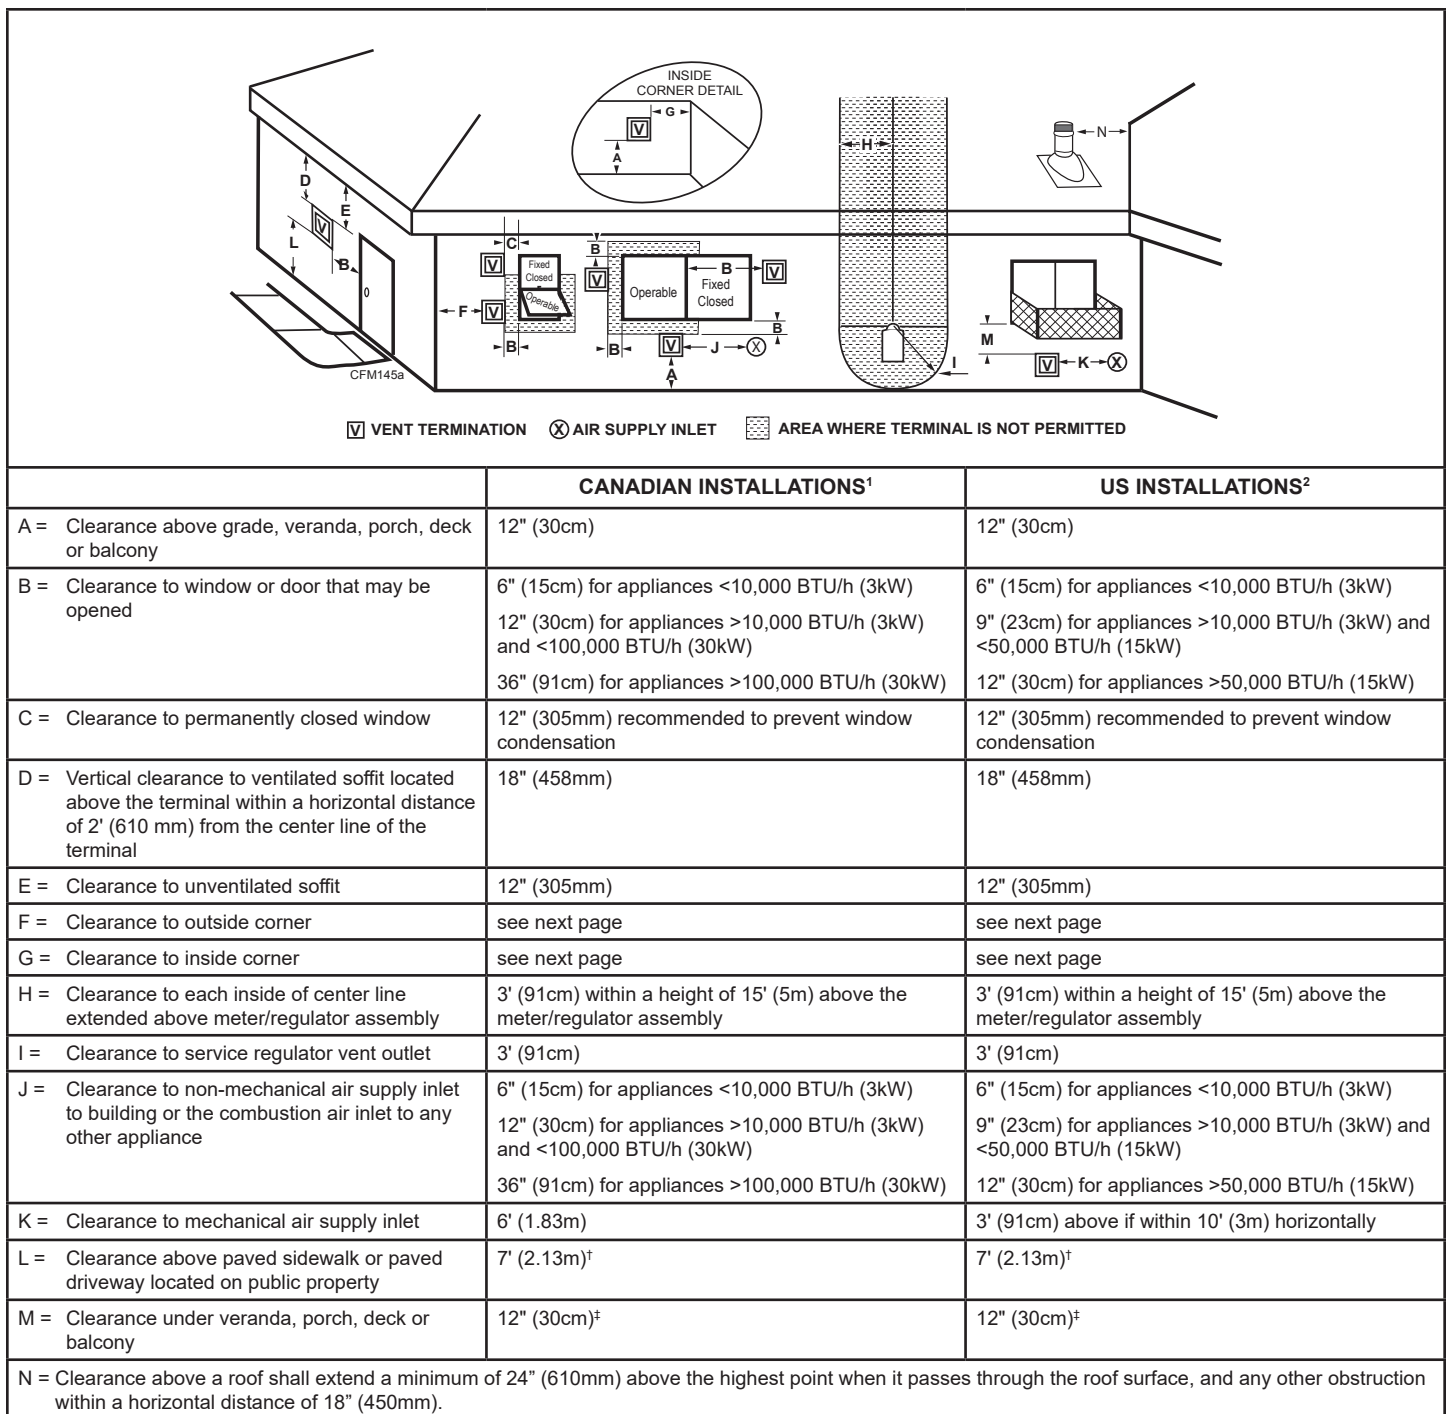 INSIDE
CORNER DETAIL
G
V
A
H
N
D
E
V
L
B
C
V
Fixed
Closed
Operable
F
V
B
B
V
Operable
B
Fixed
Closed
V
B
B
V
J
X
A
I
M
V
K
X
CFM145a
V VENT TERMINATION X AIR SUPPLY INLET AREA WHERE TERMINAL IS NOT PERMITTED
CANADIAN INSTALLATIONS¹
US INSTALLATIONS²
A = Clearance above grade, veranda, porch, deck
or balcony
12" (30cm)
12" (30cm)
B = Clearance to window or door that may be
opened
6" (15cm) for appliances <10,000 BTU/h (3kW)
12" (30cm) for appliances >10,000 BTU/h (3kW)
and <100,000 BTU/h (30kW)
36" (91cm) for appliances >100,000 BTU/h (30kW)
6" (15cm) for appliances <10,000 BTU/h (3kW)
9" (23cm) for appliances >10,000 BTU/h (3kW) and
<50,000 BTU/h (15kW)
12" (30cm) for appliances >50,000 BTU/h (15kW)
C = Clearance to permanently closed window
12" (305mm) recommended to prevent window
condensation
12" (305mm) recommended to prevent window
condensation
D = Vertical clearance to ventilated soffit located
above the terminal within a horizontal distance
of 2' (610 mm) from the center line of the
terminal
18" (458mm)
18" (458mm)
E = Clearance to unventilated soffit
12" (305mm)
12" (305mm)
F = Clearance to outside corner
see next page
see next page
G = Clearance to inside corner
see next page
see next page
H = Clearance to each inside of center line
extended above meter/regulator assembly
3' (91cm) within a height of 15' (5m) above the
meter/regulator assembly
3' (91cm) within a height of 15' (5m) above the
meter/regulator assembly
I = Clearance to service regulator vent outlet
3' (91cm)
3' (91cm)
J = Clearance to non-mechanical air supply inlet
to building or the combustion air inlet to any
other appliance
6" (15cm) for appliances <10,000 BTU/h (3kW)
12" (30cm) for appliances >10,000 BTU/h (3kW)
and <100,000 BTU/h (30kW)
36" (91cm) for appliances >100,000 BTU/h (30kW)
6" (15cm) for appliances <10,000 BTU/h (3kW)
9" (23cm) for appliances >10,000 BTU/h (3kW) and
<50,000 BTU/h (15kW)
12" (30cm) for appliances >50,000 BTU/h (15kW)
K = Clearance to mechanical air supply inlet
6' (1.83m)
3' (91cm) above if within 10' (3m) horizontally
L = Clearance above paved sidewalk or paved
driveway located on public property
7' (2.13m)†
7' (2.13m)†
M = Clearance under veranda, porch, deck or
balcony
12" (30cm)‡
12" (30cm)‡
N = Clearance above a roof shall extend a minimum of 24” (610mm) above the highest point when it passes through the roof surface, and any other obstruction
within a horizontal distance of 18” (450mm).